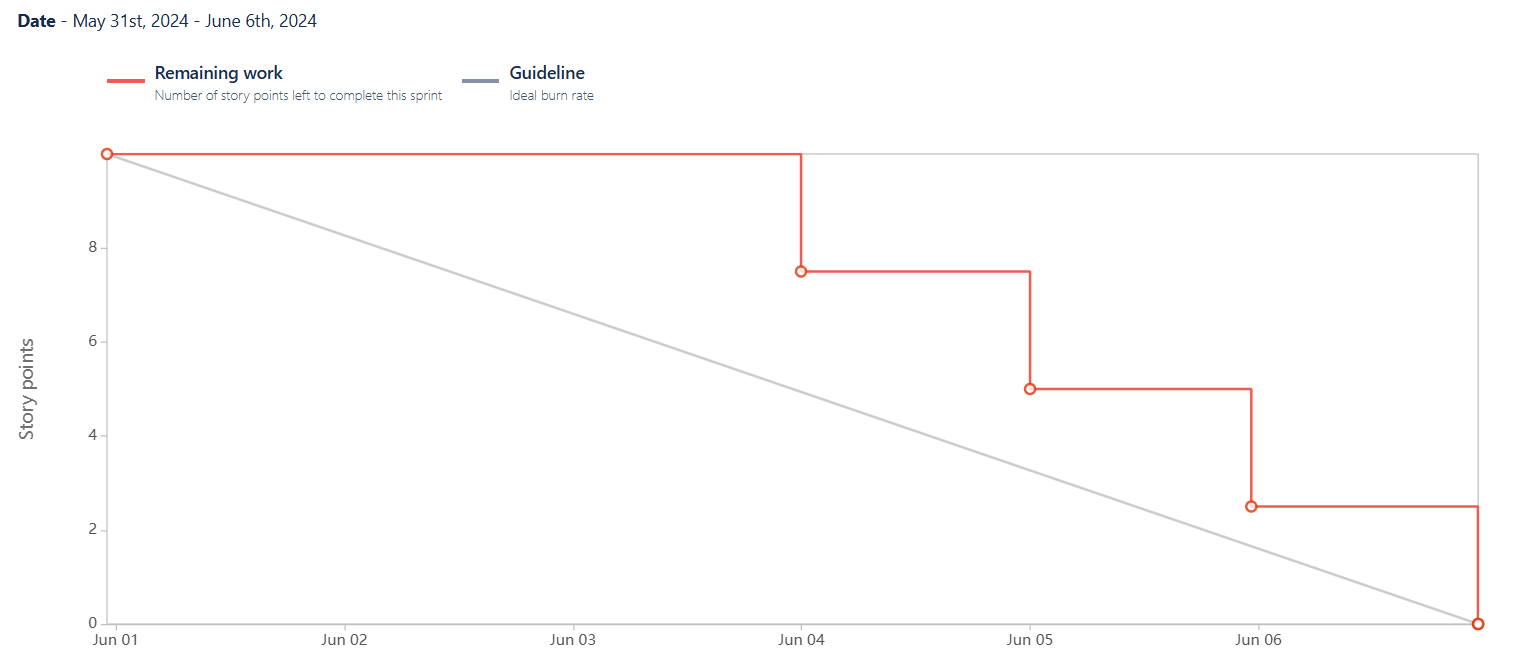 Date - May 31st, 2024 - June 6th, 2024
Remaining work
Number of story points left to complete this sprint
Guideline
Ideal burn rate
Story points
8
6
4
2
0
Jun 01 Jun 02 Jun 03 Jun 04 Jun 05 Jun 06